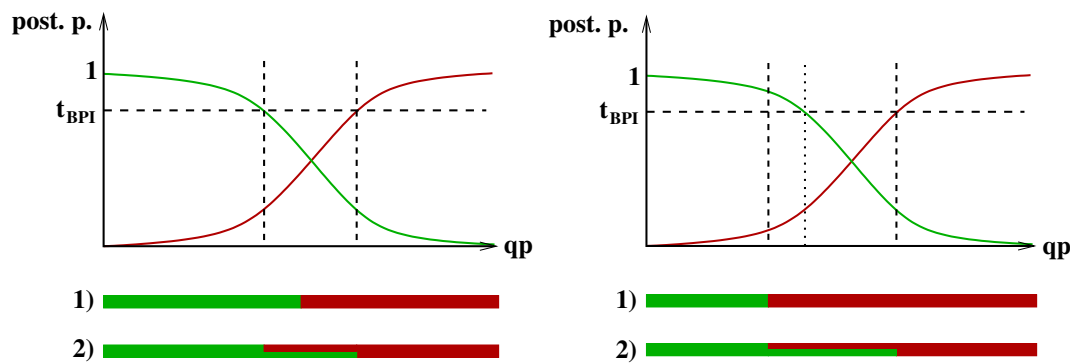 post. p.
1
t_BPI
qp
1)
2)
post. p.
1
t_BPI
qp
1)
2)